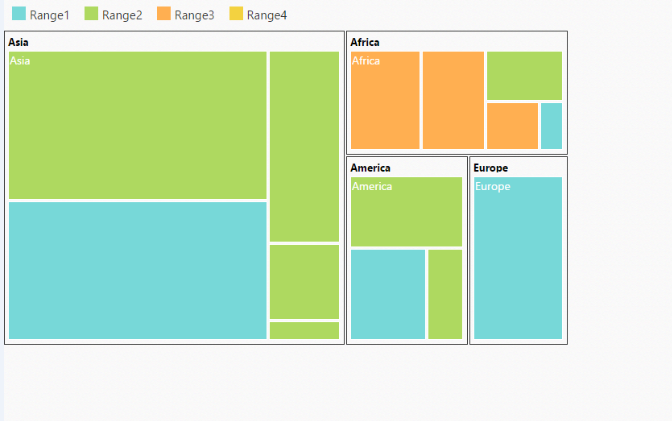 Range1 Range2 Range3 Range4
Asia
Asia
Africa
Africa
America
America
Europe
Europe